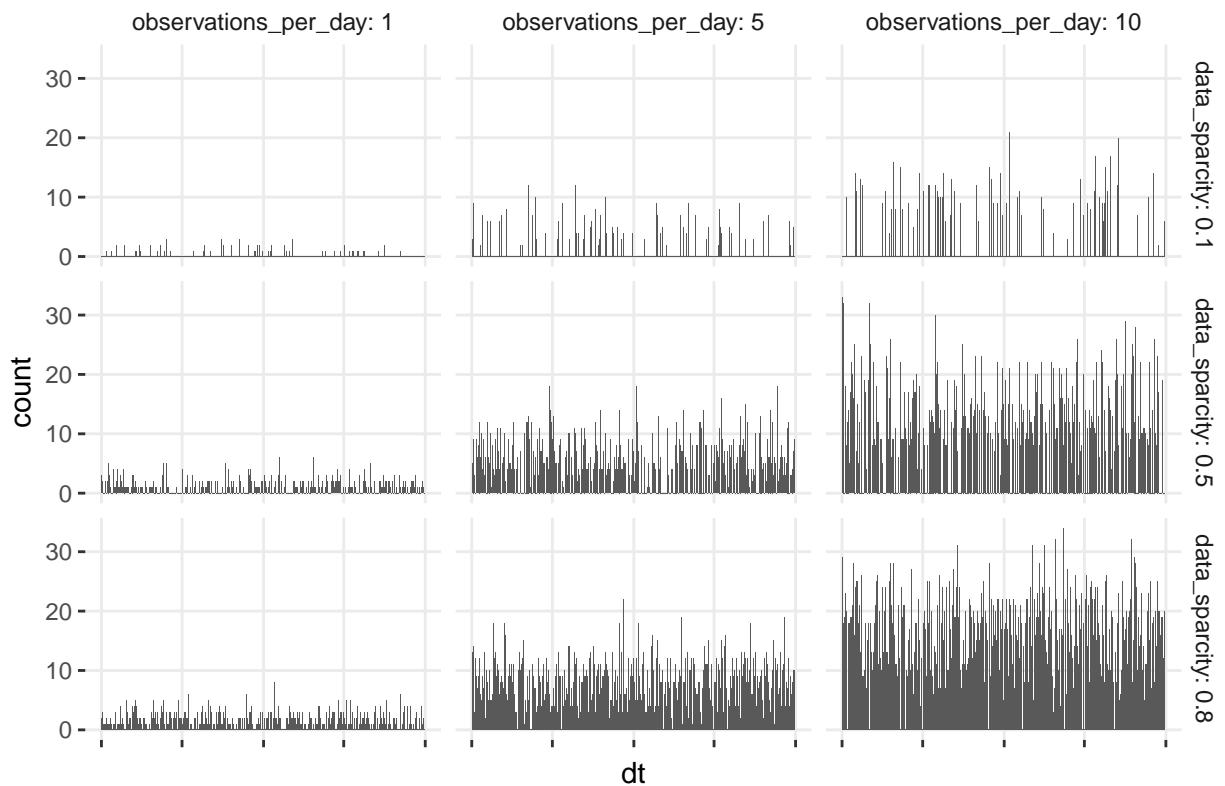 observations_per_day: 1
observations_per_day: 5
observations_per_day: 10
30
20
10
0
data_sparcity: 0.1
30
20
10
0
data_sparcity: 0.5
30
20
10
0
data_sparcity: 0.8
count
dt